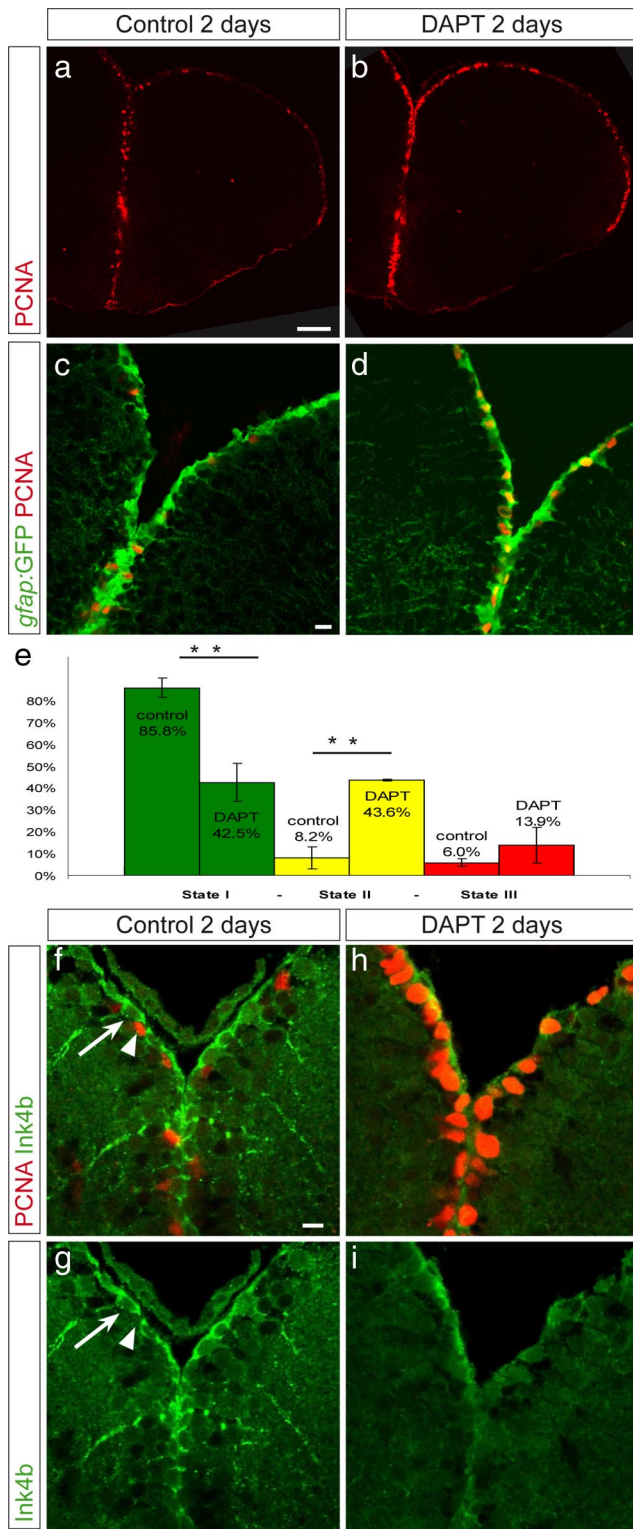 Control 2 days
DAPT 2 days
a
b
PCNA
c
d
gfap:GFP PCNA
e
* *
* *
80%
70%
60%
50%
40%
30%
20%
10%
0%
control
85.8%
DAPT
42.5%
control
8.2%
DAPT
43.6%
control
6.0%
DAPT
13.9%
State I - State II - State III
Control 2 days
DAPT 2 days
f
h
PCNA Ink4b
g
i
Ink4b